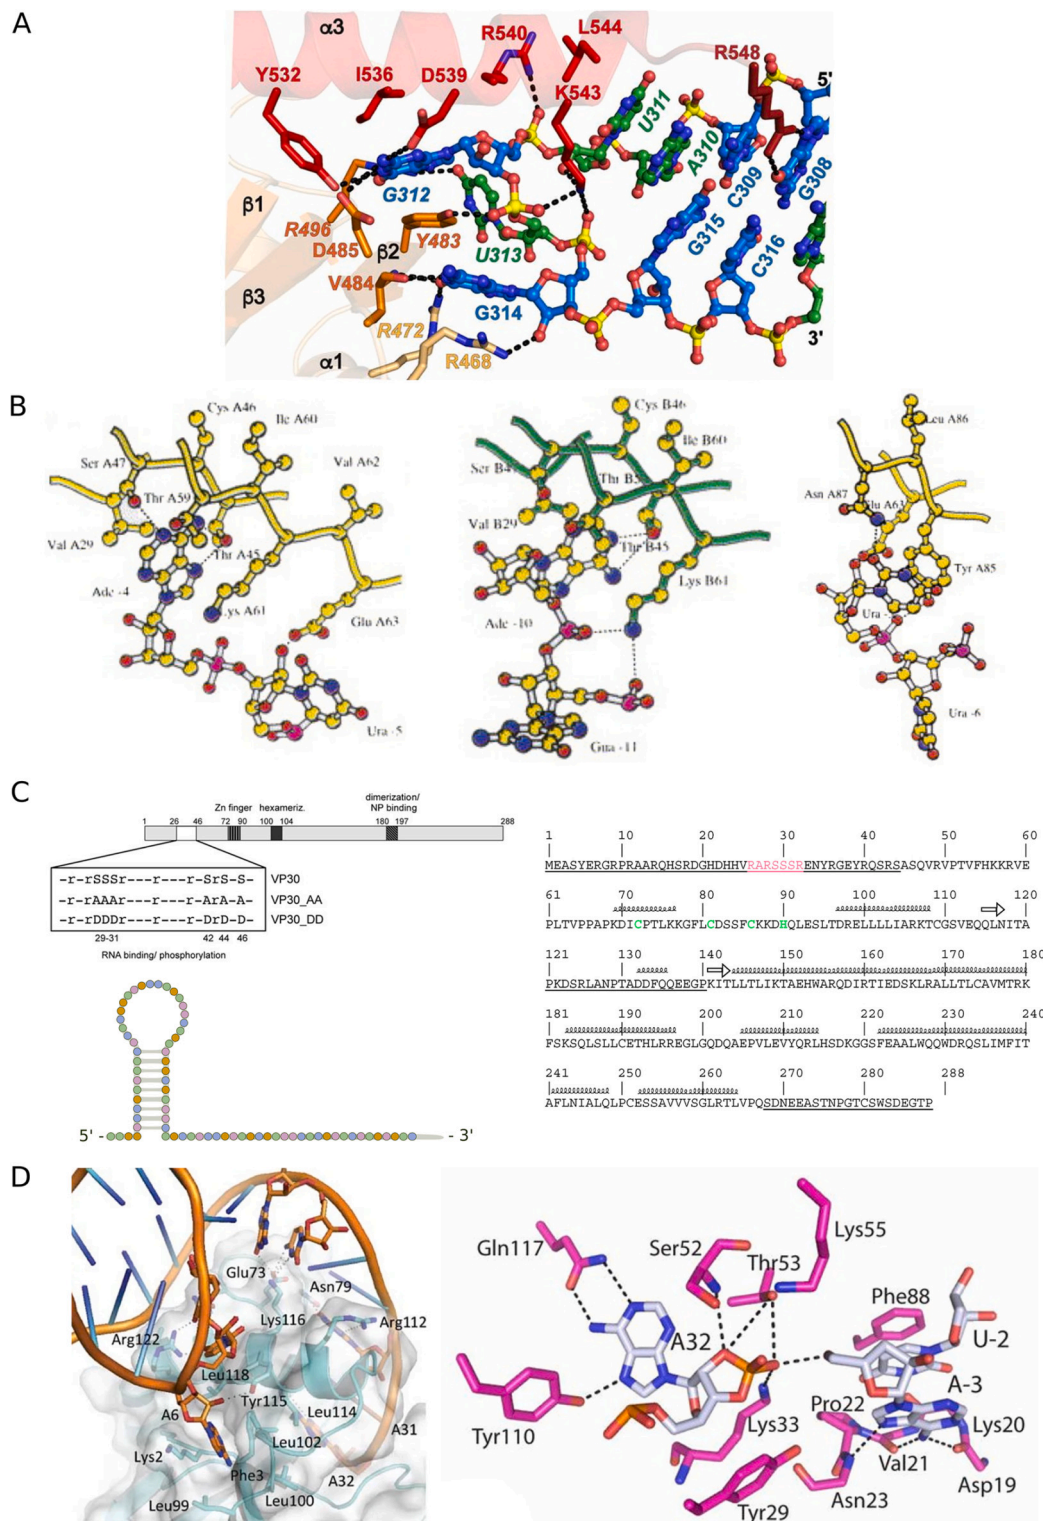 A
α3
R540
L544
R548
5'
Y532
I536
D539
K543
U311
A310
C309
G308
β1
G312
R496
D485
β2
Y483
U313
G315
C316
β3
V484
G314
R472
R468
3'
α1
B
Cys A46
Ile A60
Ser A47
Val A62
Thr A59
Val A29
Thr A45
Ade -4
Lys A61
Glu A63
Ura -5
Cys B46
Ile B60
Ser B47
Thr B5
Val B29
Thr B45
Lys B61
Ade -10
Gua -11
Leu A86
Asn A87
Glu A63
Tyr A85
Ura -
Ura -6
C
dimerization/
Zn finger hexameriz. NP binding
1 26 46 72 90 100 104 180 197 288
–r–rSSSr–––r–––r–SrS–S– VP30
–r–rAAAr–––r–––r–ArA–A– VP30_AA
–r–rDDDr–––r–––r–DrD–D– VP30_DD
29-31 42 44 46
RNA binding/ phosphorylation
5' - - 3'
1 10 20 30 40 50 60
MEASYERGRPRAARQHSRDGHDHHVRARSSSRENYRGEYRQSRSASQVRVPTVFHKKRVE
61 70 80 90 100 110 120
PLTVPPAPKDICPTLKKGFLCDSSFCKKDHQLESLTDRELLLLIARKTCGSVEQQLNITA
121 130 140 150 160 170 180
PKDSRLANPTADDFQQEEGPKITLLTLIKTAEHWARQDIRTIEDSKLRALLTLCAVMTRK
181 190 200 210 220 230 240
FSKSQLSLLCETHLRREGLGQDQAEPVLEVYQRLHSDKGGSFEAALWQQWDRQSLIMFIT
241 250 260 270 280 288
AFLNIALQLPCESSAVVVSGLRTLVPQSDNEEASTNPGTCSWSDEGTP
D
Glu73
Asn79
Lys116
Arg112
Arg122
Leu118
Tyr115
A6
Leu114
A31
Leu102
Lys2
A32
Phe3
Leu99
Leu100
Lys55
Gln117
Ser52
Thr53
Phe88
A32
U-2
A-3
Pro22
Lys33
Lys20
Tyr110
Val21
Asn23
Asp19
Tyr29